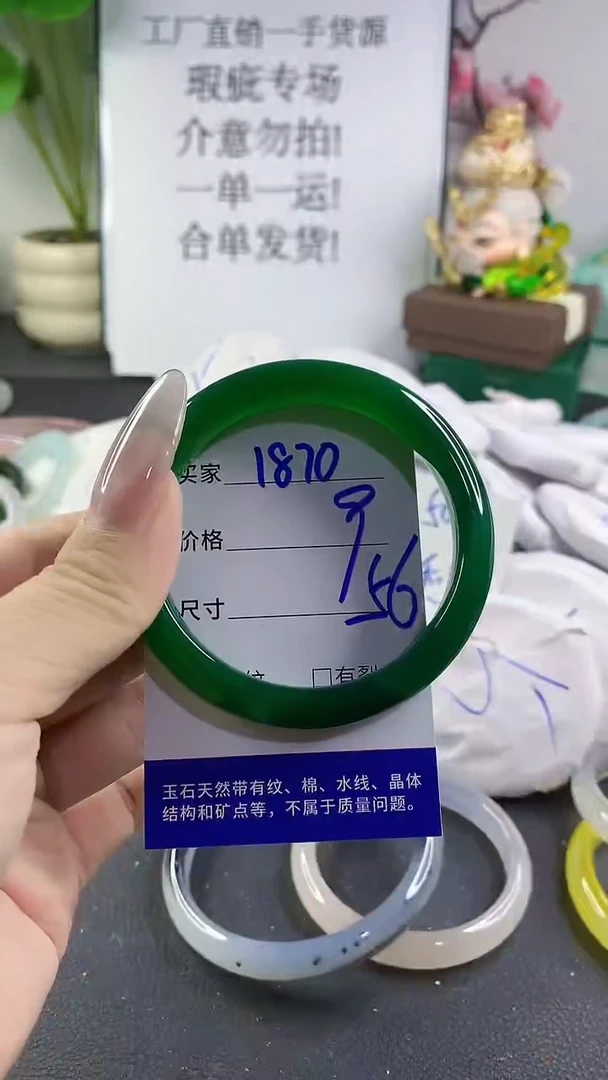 工厂直销一手货源
瑕疵专场
介意勿拍!
一单一运!
合单发货!
买家 1870
价格 9
尺寸 56
纹 □有裂
玉石天然带有纹、棉、水线、晶体
结构和矿点等，不属于质量问题。